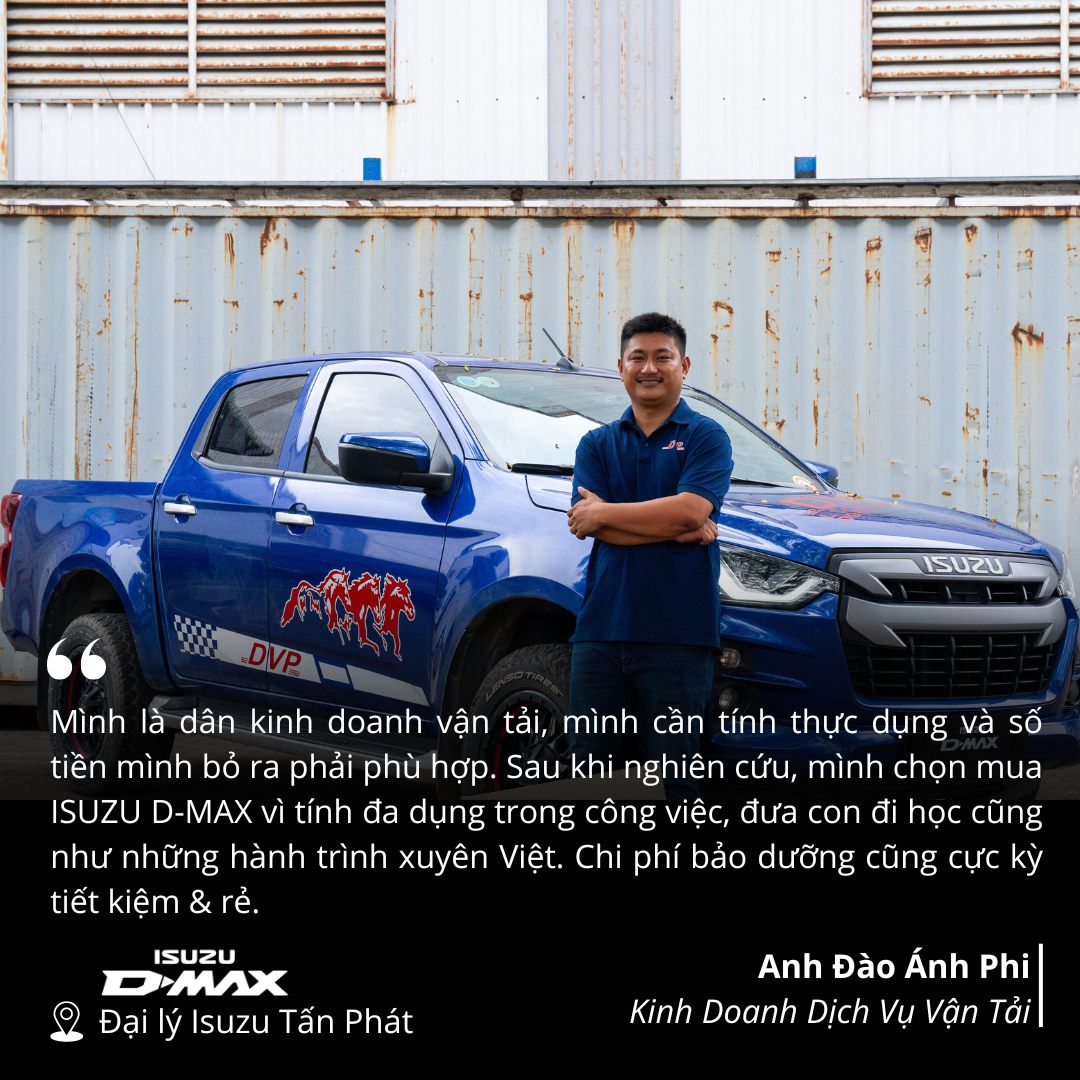 ISUZU
DVP
LENSO TIRES
ISUZU
D-MAX
Mình là dân kinh doanh vận tải, mình cần tính thực dụng và số
tiền mình bỏ ra phải phù hợp. Sau khi nghiên cứu, mình chọn mua
ISUZU D-MAX vì tính đa dụng trong công việc, đưa con đi học cũng
như những hành trình xuyên Việt. Chi phí bảo dưỡng cũng cực kỳ
tiết kiệm & rẻ.
ISUZU
D-MAX
Đại lý Isuzu Tấn Phát
Anh Đào Ánh Phi
Kinh Doanh Dịch Vụ Vận Tải